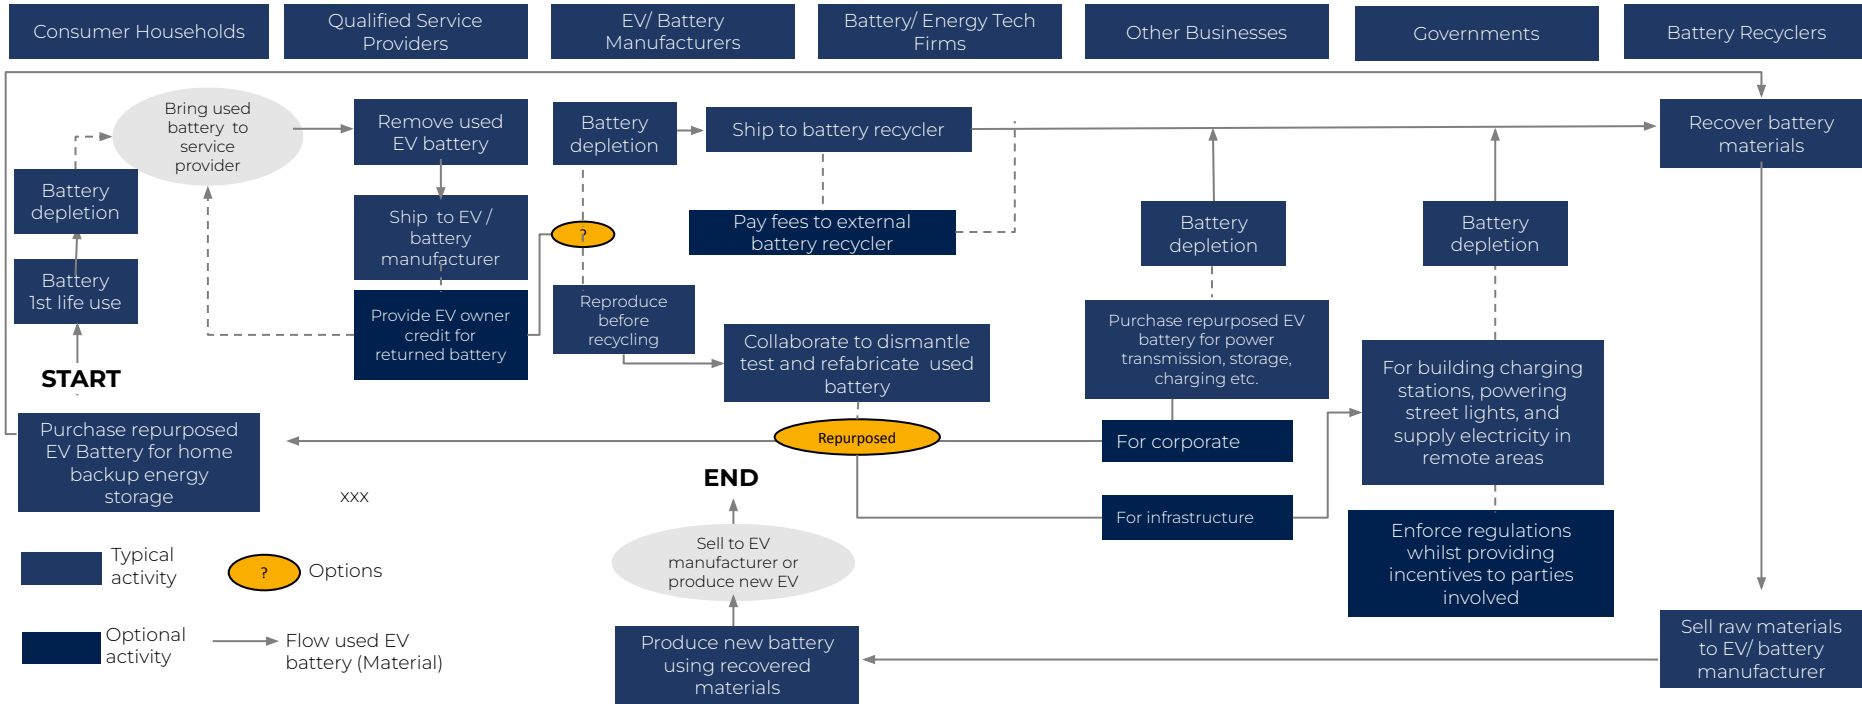 Consumer Households
Qualified Service
Providers
EV/ Battery
Manufacturers
Battery/ Energy Tech
Firms
Other Businesses
Governments
Battery Recyclers
Bring used
battery to
service
provider
Remove used
EV battery
Battery
depletion
Ship to battery recycler
Recover battery
materials
Battery
depletion
Ship to EV /
battery
manufacturer
?
Pay fees to external
battery recycler
Battery
depletion
Battery
depletion
Battery
1st life use
Provide EV owner
credit for
returned battery
Reproduce
before
recycling
Collaborate to dismantle
test and refabricate used
battery
Purchase repurposed EV
battery for power
transmission, storage,
charging etc.
For building charging
stations, powering
street lights, and
supply electricity in
remote areas
START
Purchase repurposed
EV Battery for home
backup energy
storage
Repurposed
For corporate
xxx
END
For infrastructure
Sell to EV
manufacturer or
produce new EV
Enforce regulations
whilst providing
incentives to parties
involved
Typical
activity
?
Options
Optional
activity
Flow used EV
battery (Material)
Produce new battery
using recovered
materials
Sell raw materials
to EV/ battery
manufacturer